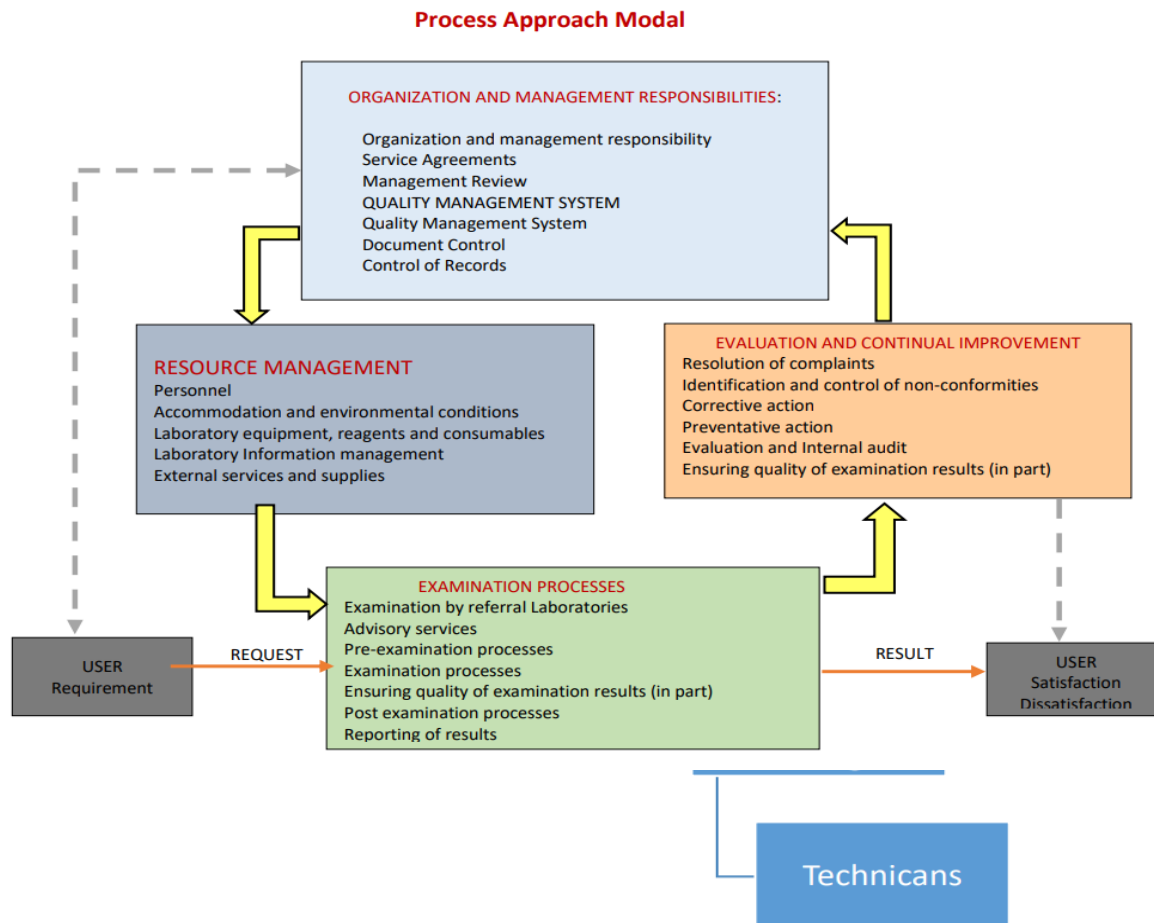 Process Approach Modal
ORGANIZATION AND MANAGEMENT RESPONSIBILITIES:
Organization and management responsibility
Service Agreements
Management Review
QUALITY MANAGEMENT SYSTEM
Quality Management System
Document Control
Control of Records
RESOURCE MANAGEMENT
Personnel
Accommodation and environmental conditions
Laboratory equipment, reagents and consumables
Laboratory Information management
External services and supplies
EVALUATION AND CONTINUAL IMPROVEMENT
Resolution of complaints
Identification and control of non-conformities
Corrective action
Preventative action
Evaluation and Internal audit
Ensuring quality of examination results (in part)
EXAMINATION PROCESSES
Examination by referral Laboratories
Advisory services
Pre-examination processes
Examination processes
Ensuring quality of examination results (in part)
Post examination processes
Reporting of results
USER
Requirement
REQUEST
RESULT
USER
Satisfaction
Dissatisfaction
Technicans